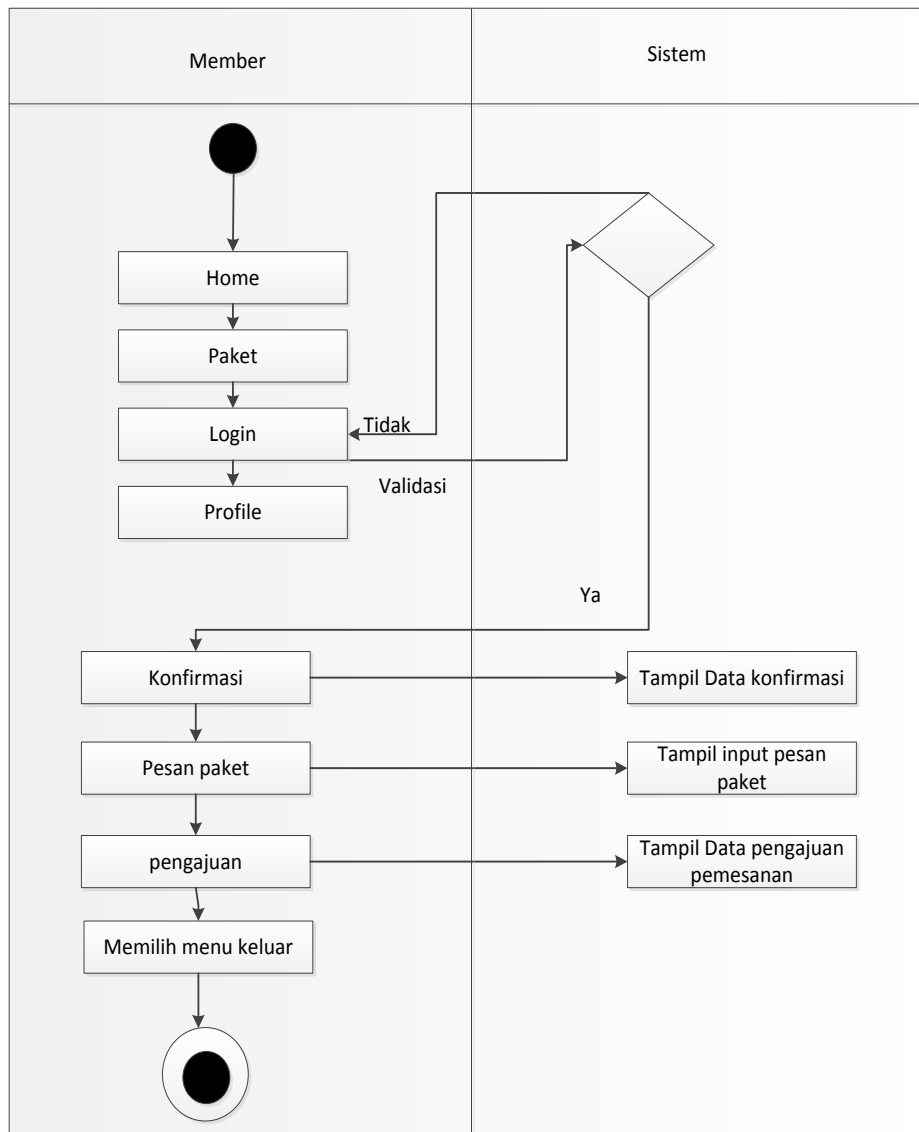 Member
Sistem
Home
Paket
Login
Tidak
Validasi
Profile
Ya
Konfirmasi
Tampil Data konfirmasi
Pesan paket
Tampil input pesan
paket
pengajuan
Tampil Data pengajuan
pemesanan
Memilih menu keluar